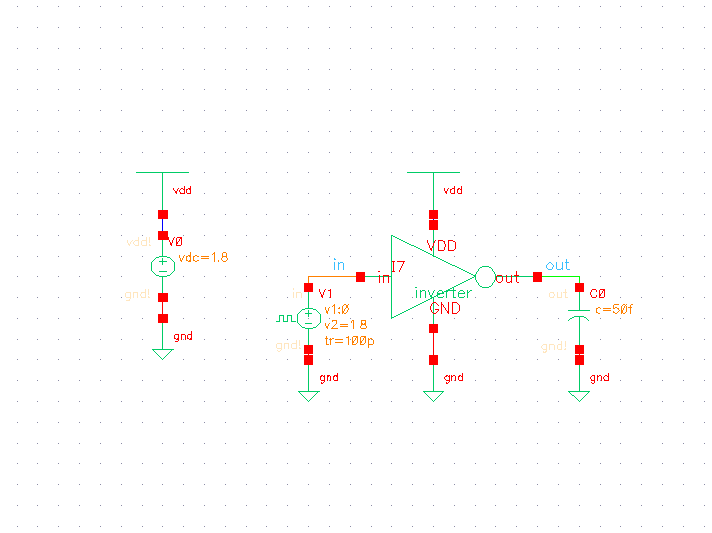 vdd
vdd!
V0
vdc=1.8
gnd!
gnd
in
in
V1
v1:0
v2=1.8
tr=100p
gnd!
gnd
vdd
VDD
I7
in
inverter
out
GND
gnd
out
out
C0
c=50f
gnd!
gnd